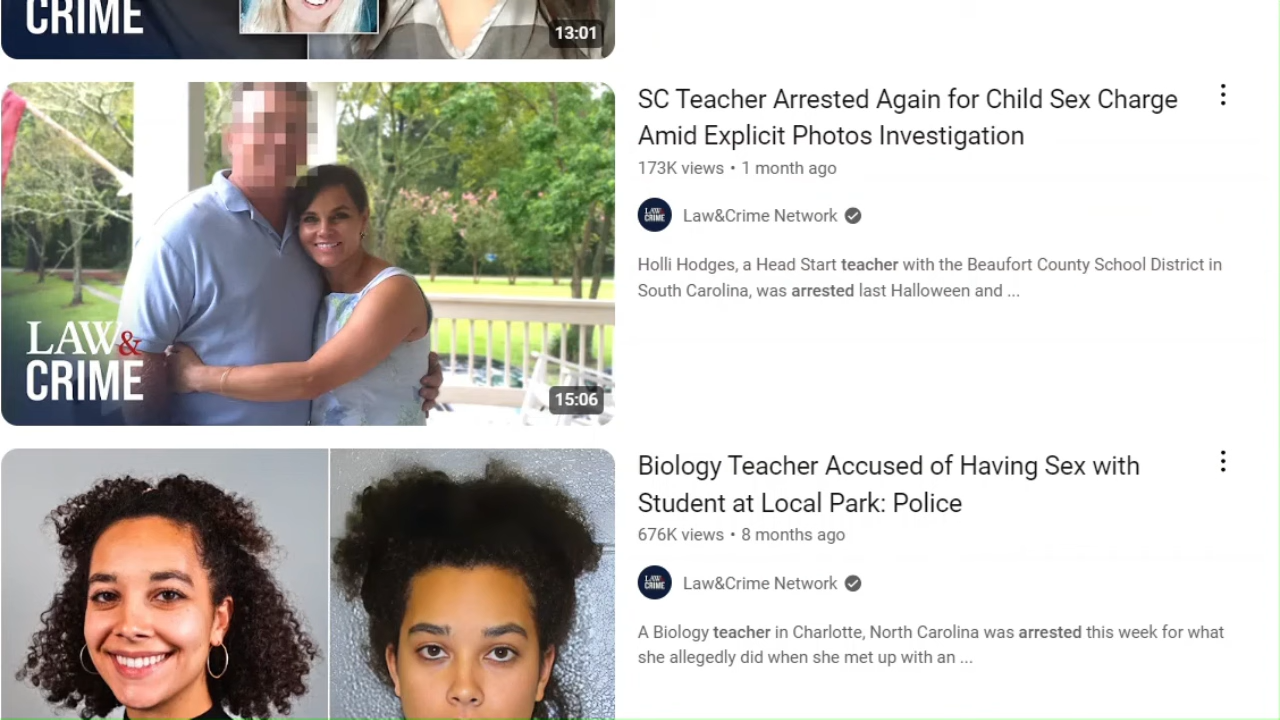 CRIME
13:01
SC Teacher Arrested Again for Child Sex Charge
Amid Explicit Photos Investigation
173K views • 1 month ago
LAW&
CRIME
Law&Crime Network
Holli Hodges, a Head Start teacher with the Beaufort County School District in
South Carolina, was arrested last Halloween and ...
LAW&
CRIME
15:06
Biology Teacher Accused of Having Sex with
Student at Local Park: Police
676K views • 8 months ago
LAW&
CRIME
Law&Crime Network
A Biology teacher in Charlotte, North Carolina was arrested this week for what
she allegedly did when she met up with an ...